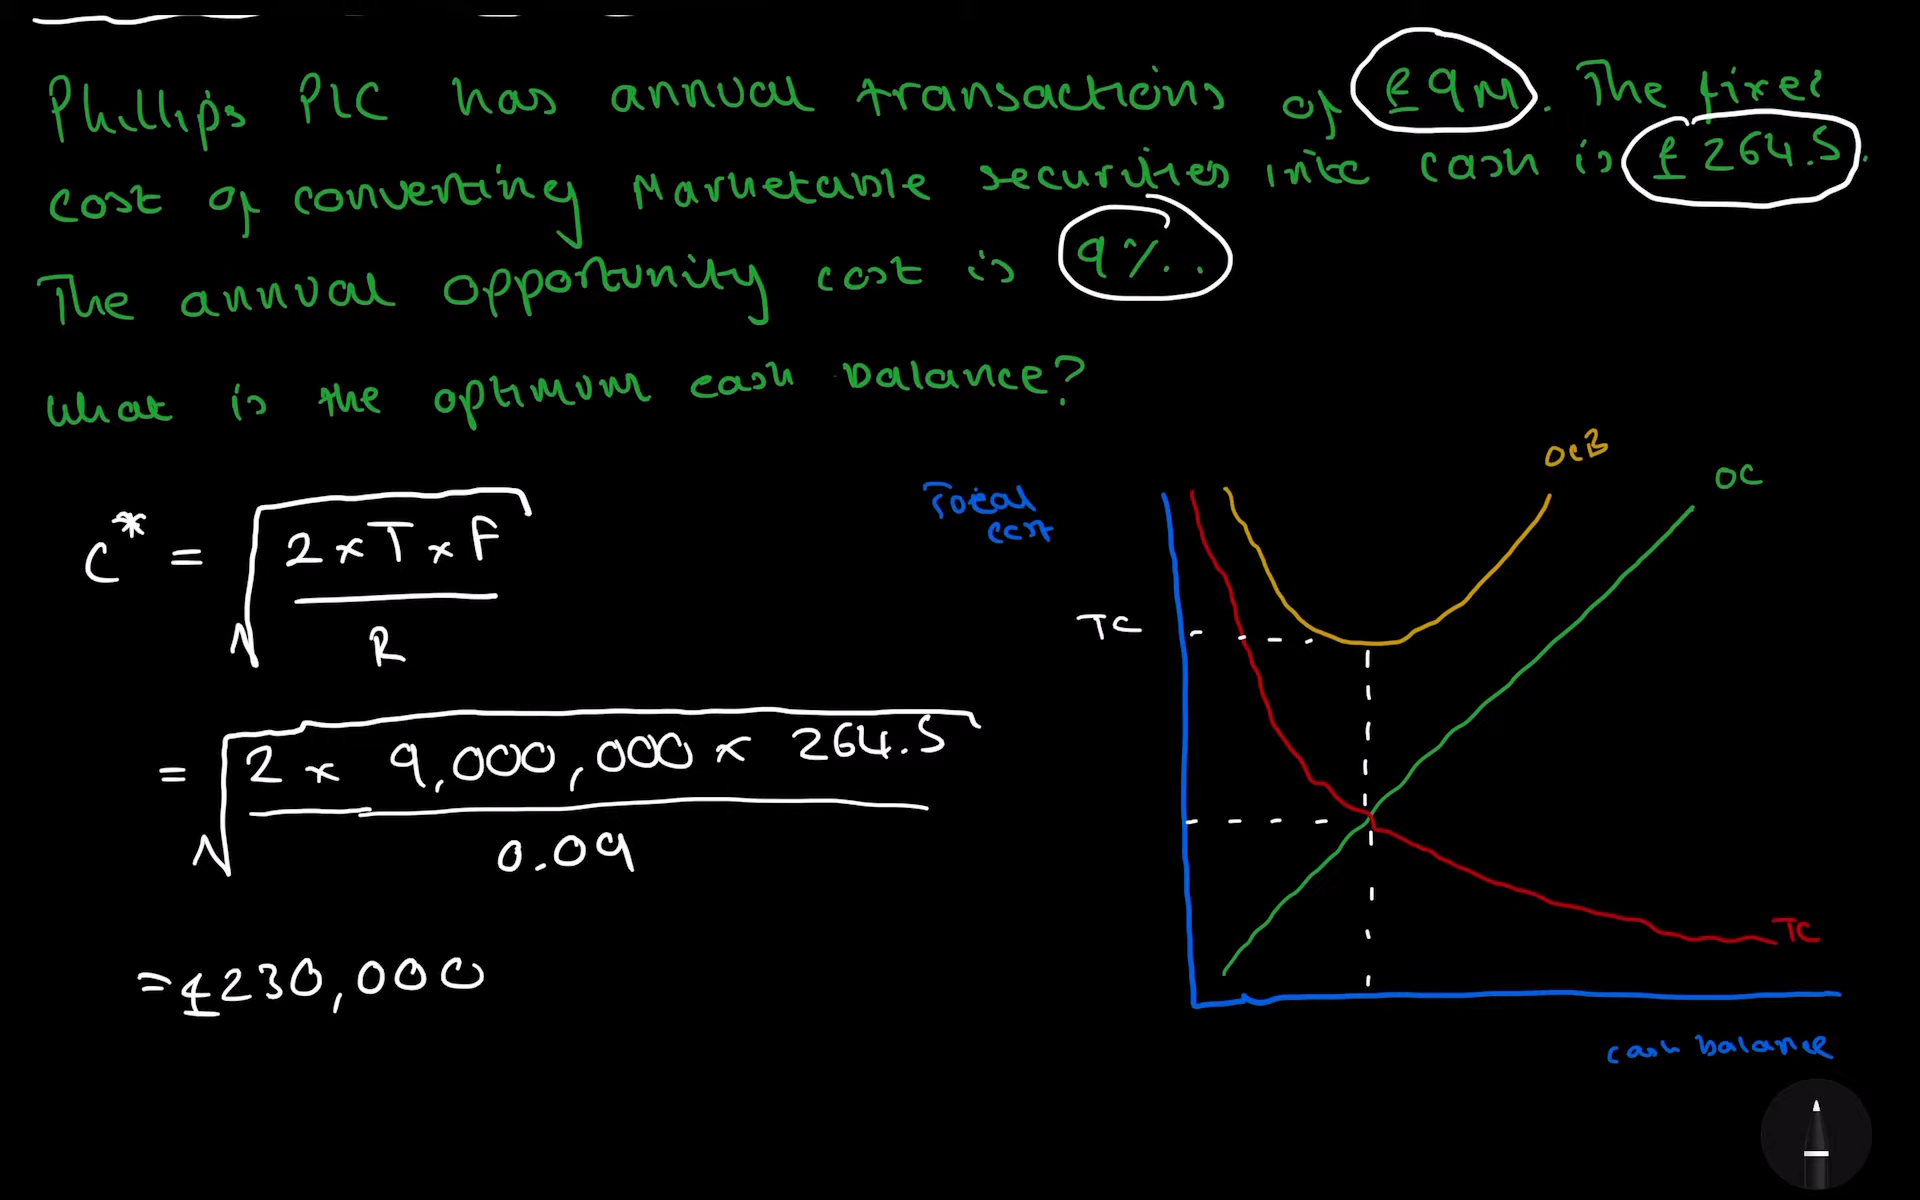 Phillips PLC has annual transactions of £9M. The fixed
cost of converting Marketable securities into cash is £264.5.
The annual opportunity cost is 9%.
What is the optimum cash balance?
C* = √ 2 x T x F
R
= √ 2 x 9,000,000 x 264.5
0.09
= £230,000
Total
cost
OCB
OC
TC
TC
cash balance